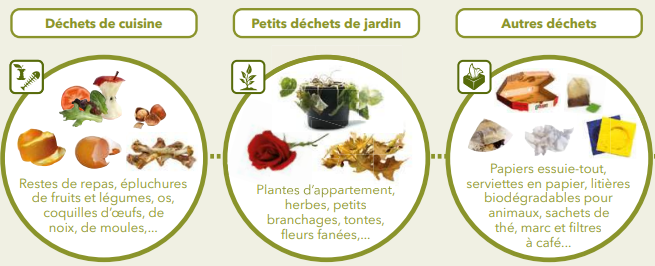 Déchets de cuisine
Restes de repas, épluchures
de fruits et légumes, os,
coquilles d'œufs, de
noix, de moules,...
Petits déchets de jardin
Plantes d'appartement,
herbes, petits
branchages, tontes,
fleurs fanées,...
Autres déchets
Papiers essuie-tout,
serviettes en papier, litières
biodégradables pour
animaux, sachets de
thé, marc et filtres
à café...